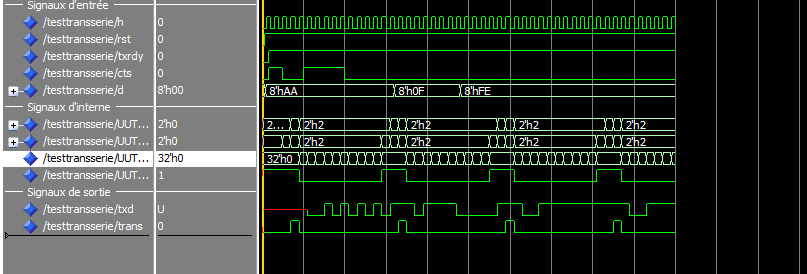 Signaux d'entrée
/testtransserie/h 0
/testtransserie/rst 0
/testtransserie/txrdy 0
/testtransserie/cts 0
/testtransserie/d 8'h00 8'hAA 8'h0F 8'hFE
Signaux d'interne
/testtransserie/UUT... 2'h0 2... 2'h2 2'h2 2'h2 2'h2
/testtransserie/UUT... 2'h0 2'h2 2'h2 2'h2 2'h2
/testtransserie/UUT... 32'h0 32'h0
/testtransserie/UUT... 1
Signaux de sortie
/testtransserie/txd U
/testtransserie/trans 0